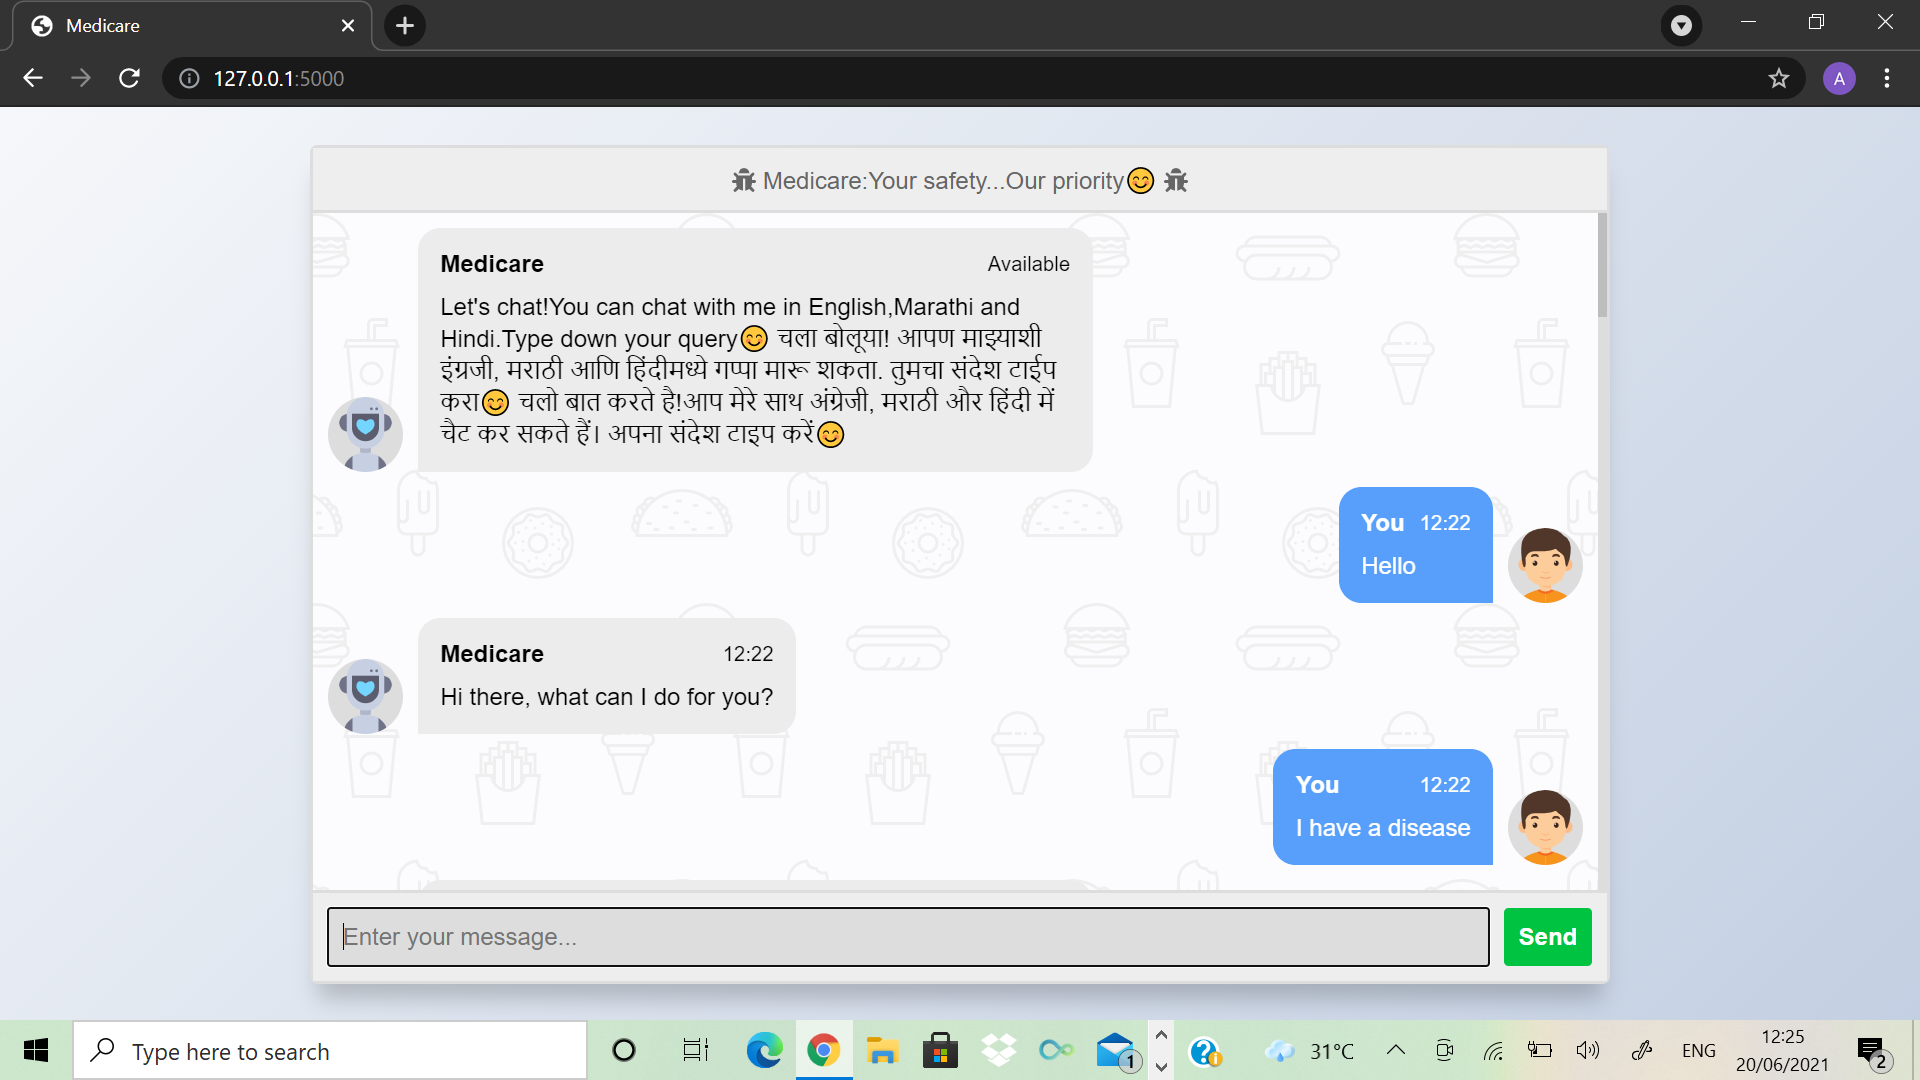 Medicare
127.0.0.1:5000
A
Medicare:Your safety...Our priority😊
Medicare Available
Let's chat!You can chat with me in English,Marathi and
Hindi.Type down your query😊 चला बोलूया! आपण माझ्याशी
इंग्रजी, मराठी आणि हिंदीमध्ये गप्पा मारू शकता. तुमचा संदेश टाईप
करा😊 चलो बात करते है!आप मेरे साथ अंग्रेजी, मराठी और हिंदी में
चैट कर सकते हैं। अपना संदेश टाइप करें😊
You 12:22
Hello
Medicare 12:22
Hi there, what can I do for you?
You 12:22
I have a disease
Enter your message...
Send
Type here to search
1
31°C
ENG
12:25
20/06/2021
2